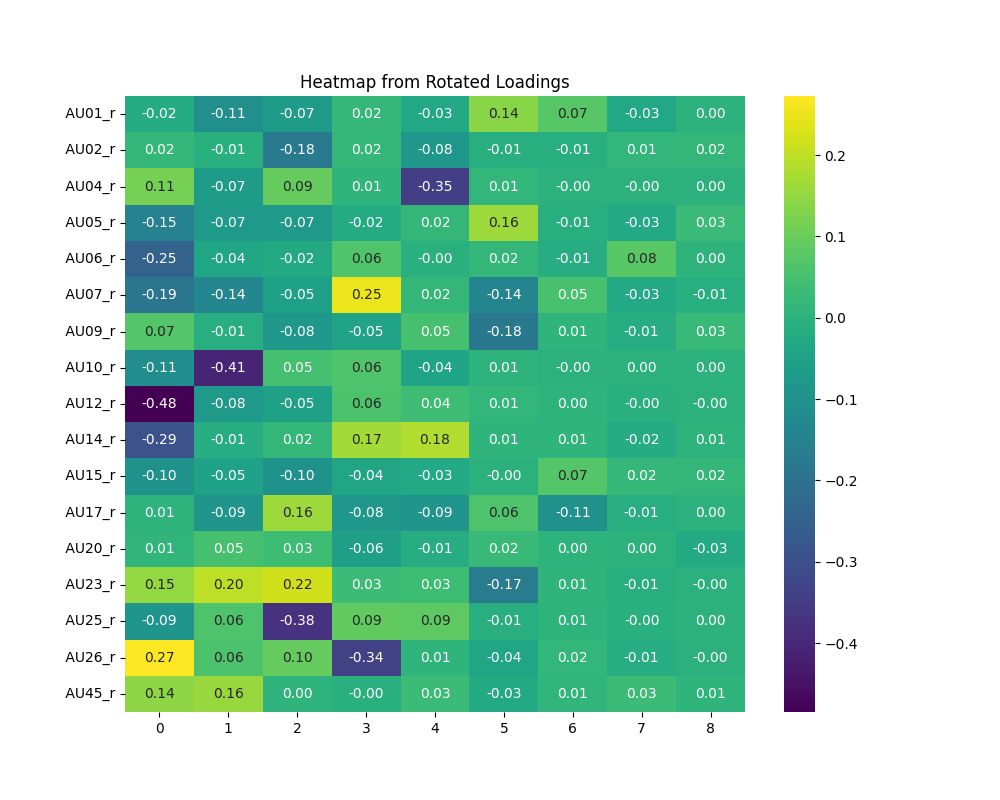 Heatmap from Rotated Loadings
AU01_r -0.02 -0.11 -0.07 0.02 -0.03 0.14 0.07 -0.03 0.00
AU02_r 0.02 -0.01 -0.18 0.02 -0.08 -0.01 -0.01 0.01 0.02
AU04_r 0.11 -0.07 0.09 0.01 -0.35 0.01 -0.00 -0.00 0.00
AU05_r -0.15 -0.07 -0.07 -0.02 0.02 0.16 -0.01 -0.03 0.03
AU06_r -0.25 -0.04 -0.02 0.06 -0.00 0.02 -0.01 0.08 0.00
AU07_r -0.19 -0.14 -0.05 0.25 0.02 -0.14 0.05 -0.03 -0.01
AU09_r 0.07 -0.01 -0.08 -0.05 0.05 -0.18 0.01 -0.01 0.03
AU10_r -0.11 -0.41 0.05 0.06 -0.04 0.01 -0.00 0.00 0.00
AU12_r -0.48 -0.08 -0.05 0.06 0.04 0.01 0.00 -0.00 -0.00
AU14_r -0.29 -0.01 0.02 0.17 0.18 0.01 0.01 -0.02 0.01
AU15_r -0.10 -0.05 -0.10 -0.04 -0.03 -0.00 0.07 0.02 0.02
AU17_r 0.01 -0.09 0.16 -0.08 -0.09 0.06 -0.11 -0.01 0.00
AU20_r 0.01 0.05 0.03 -0.06 -0.01 0.02 0.00 0.00 -0.03
AU23_r 0.15 0.20 0.22 0.03 0.03 -0.17 0.01 -0.01 -0.00
AU25_r -0.09 0.06 -0.38 0.09 0.09 -0.01 0.01 -0.00 0.00
AU26_r 0.27 0.06 0.10 -0.34 0.01 -0.04 0.02 -0.01 -0.00
AU45_r 0.14 0.16 0.00 -0.00 0.03 -0.03 0.01 0.03 0.01
0 1 2 3 4 5 6 7 8
0.2
0.1
0.0
−0.1
−0.2
−0.3
−0.4